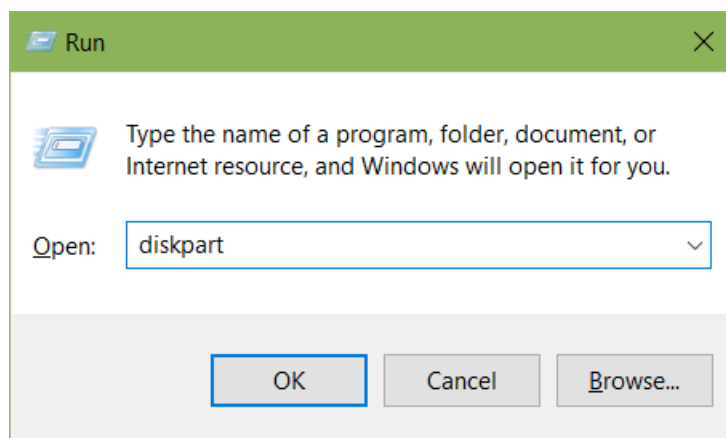 Run
Type the name of a program, folder, document, or
Internet resource, and Windows will open it for you.
Open: diskpart
OK Cancel Browse...